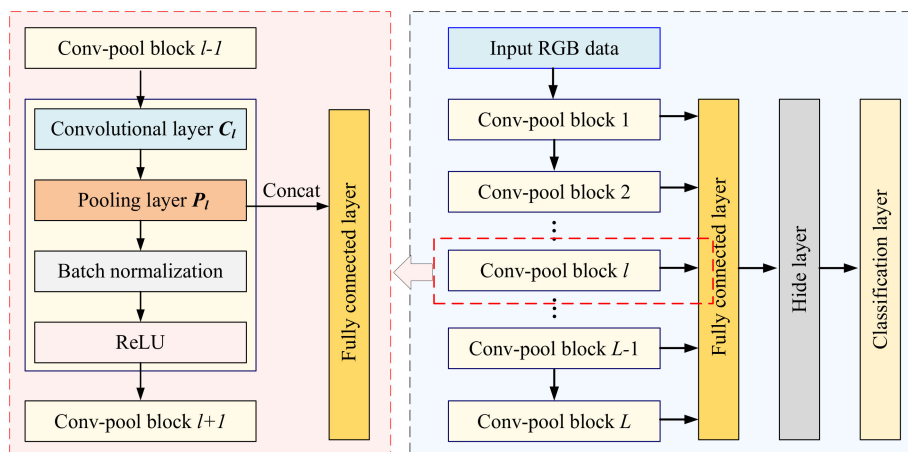 Conv-pool block l-1
Convolutional layer Cl
Pooling layer Pl
Batch normalization
ReLU
Conv-pool block l+1
Concat
Fully connected layer
Input RGB data
Conv-pool block 1
Conv-pool block 2
Conv-pool block l
Conv-pool block L-1
Conv-pool block L
Fully connected layer
Hide layer
Classification layer